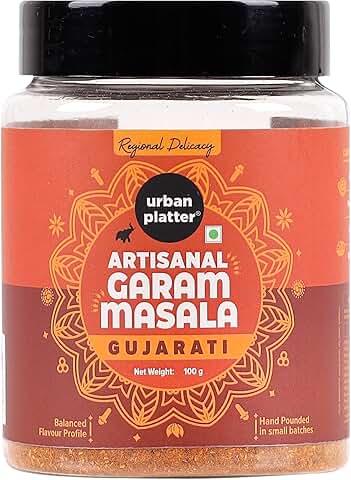 Regional Delicacy
urban
platter®
ARTISANAL
GARAM
MASALA
GUJARATI
Net Weight: 100 g
Balanced
Flavour Profile
Hand Pounded
in small batches